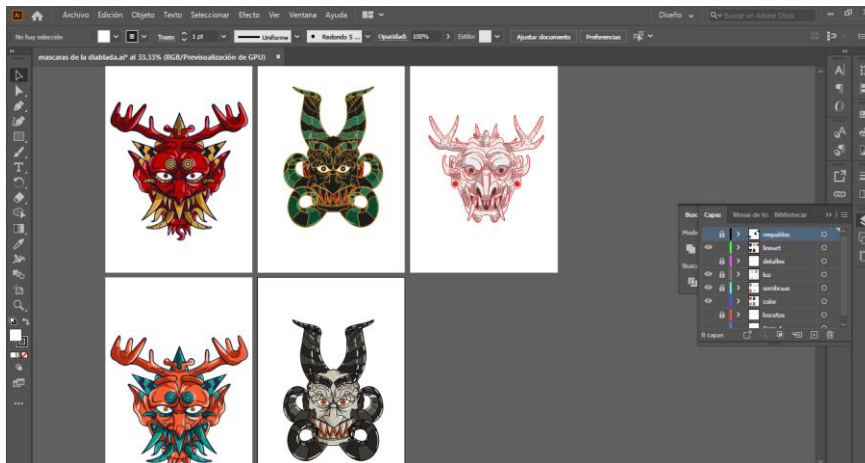 Ai Archivo Edición Objeto Texto Seleccionar Efecto Ver Ventana Ayuda Diseño Buscar en Adobe Stock
No hay selección Trazo: 1 pt Uniforme Redondo 5 ... Opacidad: 100% Estilo: Ajustar documento Preferencias
mascaras de la diablada.ai* al 33.33% (RGB/Previsualización de GPU)
Capas Mesas de tr Bibliotecas
respaldos
lineart
detalles
luz
sombras
color
bocetos
8 capas